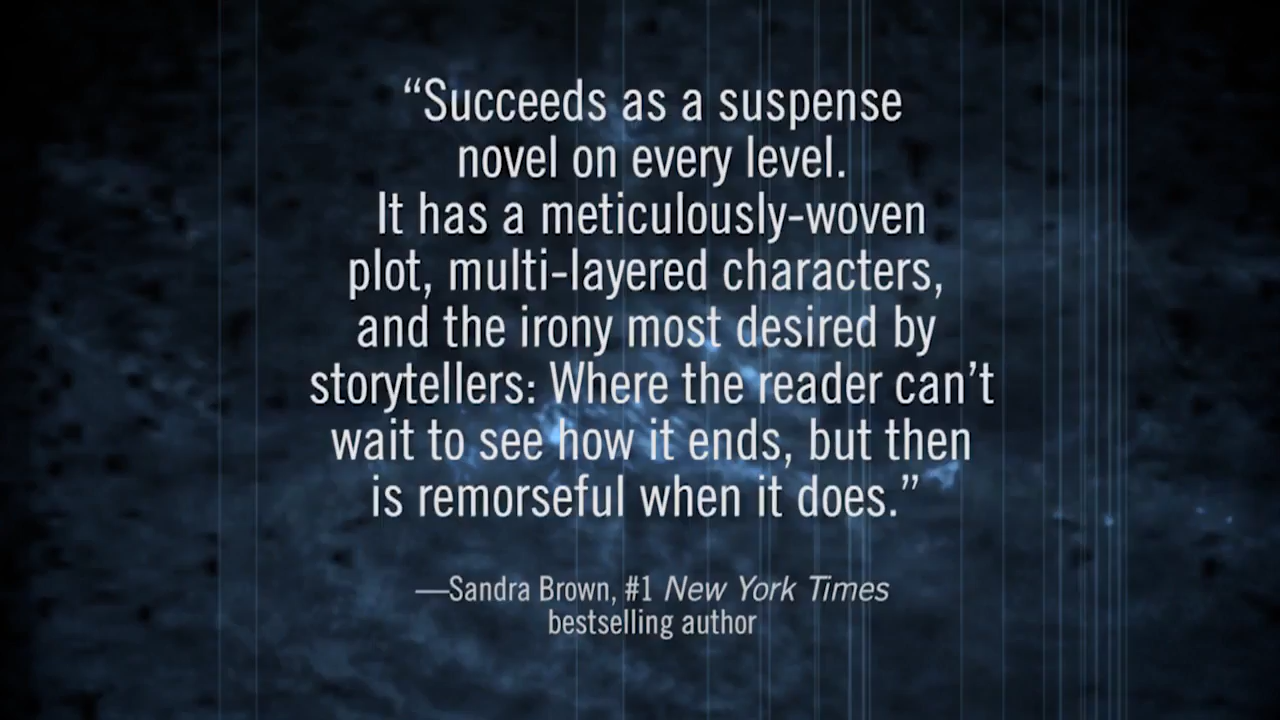 “Succeeds as a suspense
novel on every level.
It has a meticulously-woven
plot, multi-layered characters,
and the irony most desired by
storytellers: Where the reader can’t
wait to see how it ends, but then
is remorseful when it does.”
—Sandra Brown, #1 New York Times
bestselling author